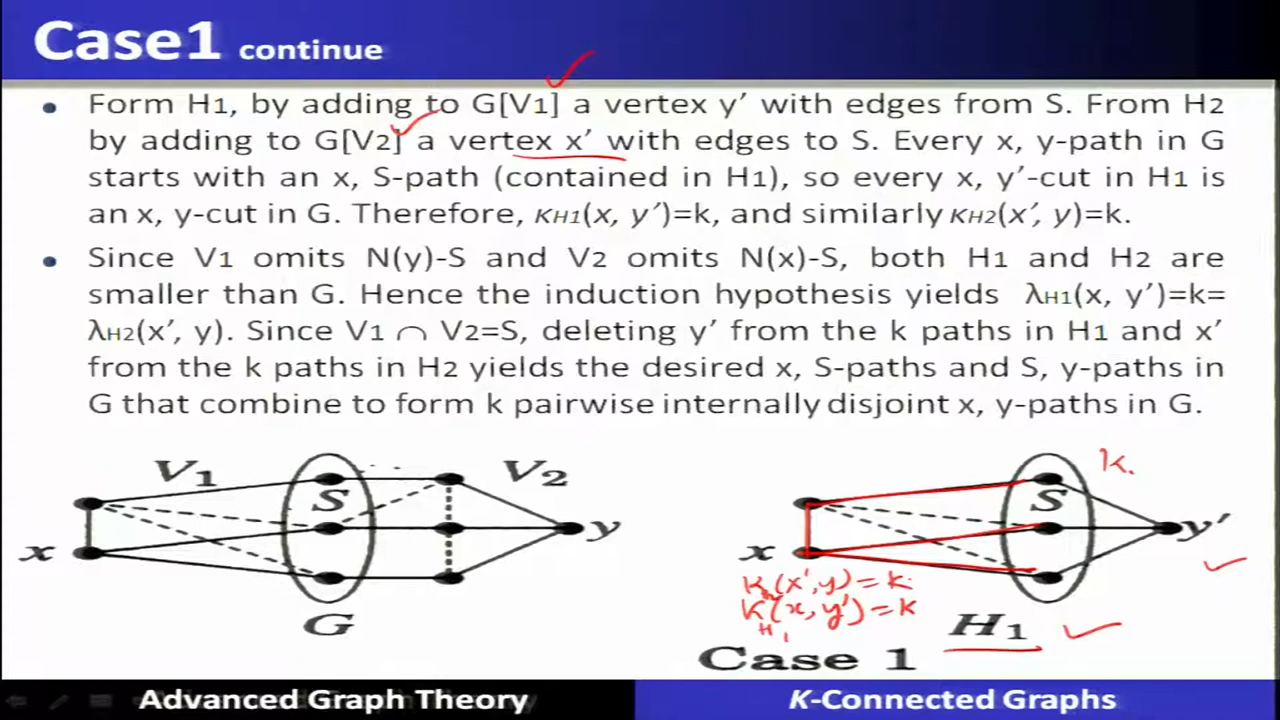 Case1 continue
• Form H1, by adding to G[V1] a vertex y’ with edges from S. From H2
by adding to G[V2] a vertex x’ with edges to S. Every x, y-path in G
starts with an x, S-path (contained in H1), so every x, y’-cut in H1 is
an x, y-cut in G. Therefore, κH1(x, y’)=k, and similarly κH2(x’, y)=k.
• Since V1 omits N(y)-S and V2 omits N(x)-S, both H1 and H2 are
smaller than G. Hence the induction hypothesis yields λH1(x, y’)=k=
λH2(x’, y). Since V1 ∩ V2=S, deleting y’ from the k paths in H1 and x’
from the k paths in H2 yields the desired x, S-paths and S, y-paths in
G that combine to form k pairwise internally disjoint x, y-paths in G.
V1 S V2
x y
G
k.
S
x y′
K(x′,y) = k
K H1 (x, y′) = k
H1
Case 1
Advanced Graph Theory K-Connected Graphs